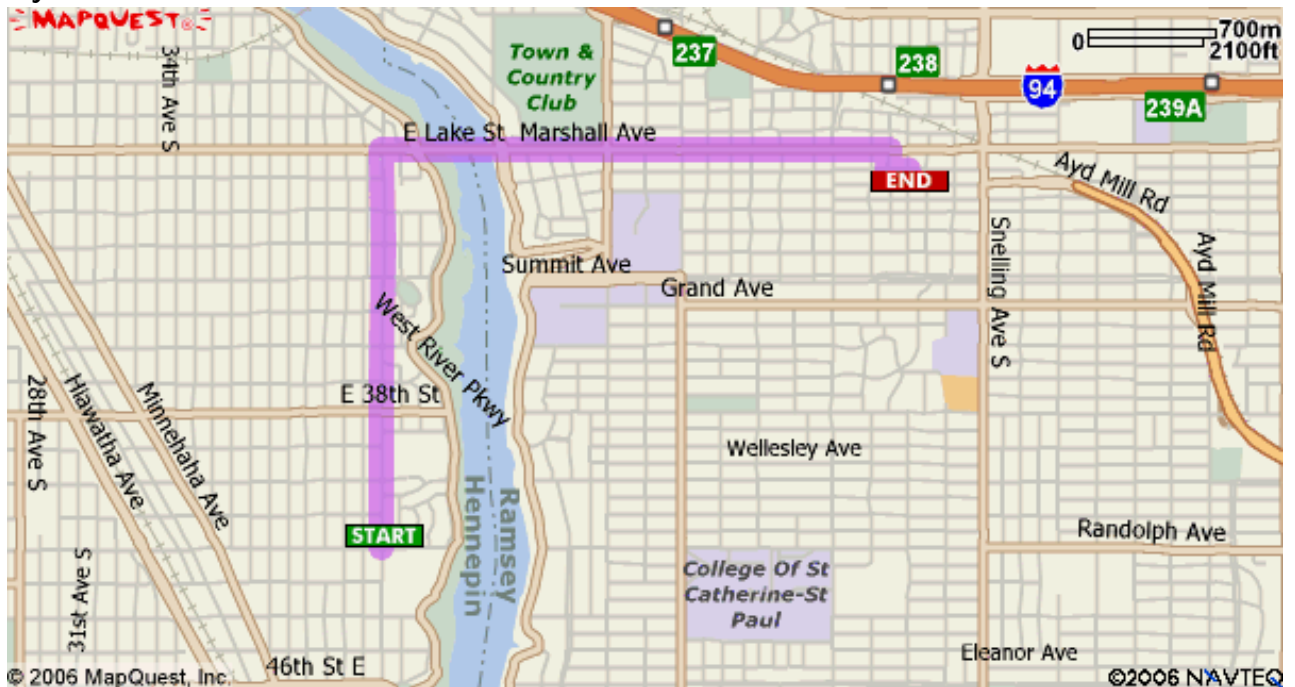 MAPQUEST®
700m
0
2100ft
237
238
94
239A
34th Ave S
Town &
Country
Club
E Lake St
Marshall Ave
END
Ayd Mill Rd
Ayd Mill Rd
Snelling Ave S
Summit Ave
Grand Ave
West River Pkwy
E 38th St
28th Ave S
Hiawatha Ave
Minnehaha Ave
Wellesley Ave
START
Hennepin
Ramsey
Randolph Ave
31st Ave S
College Of St
Catherine-St
Paul
Eleanor Ave
46th St E
© 2006 MapQuest, Inc.
©2006 NAVTEQ